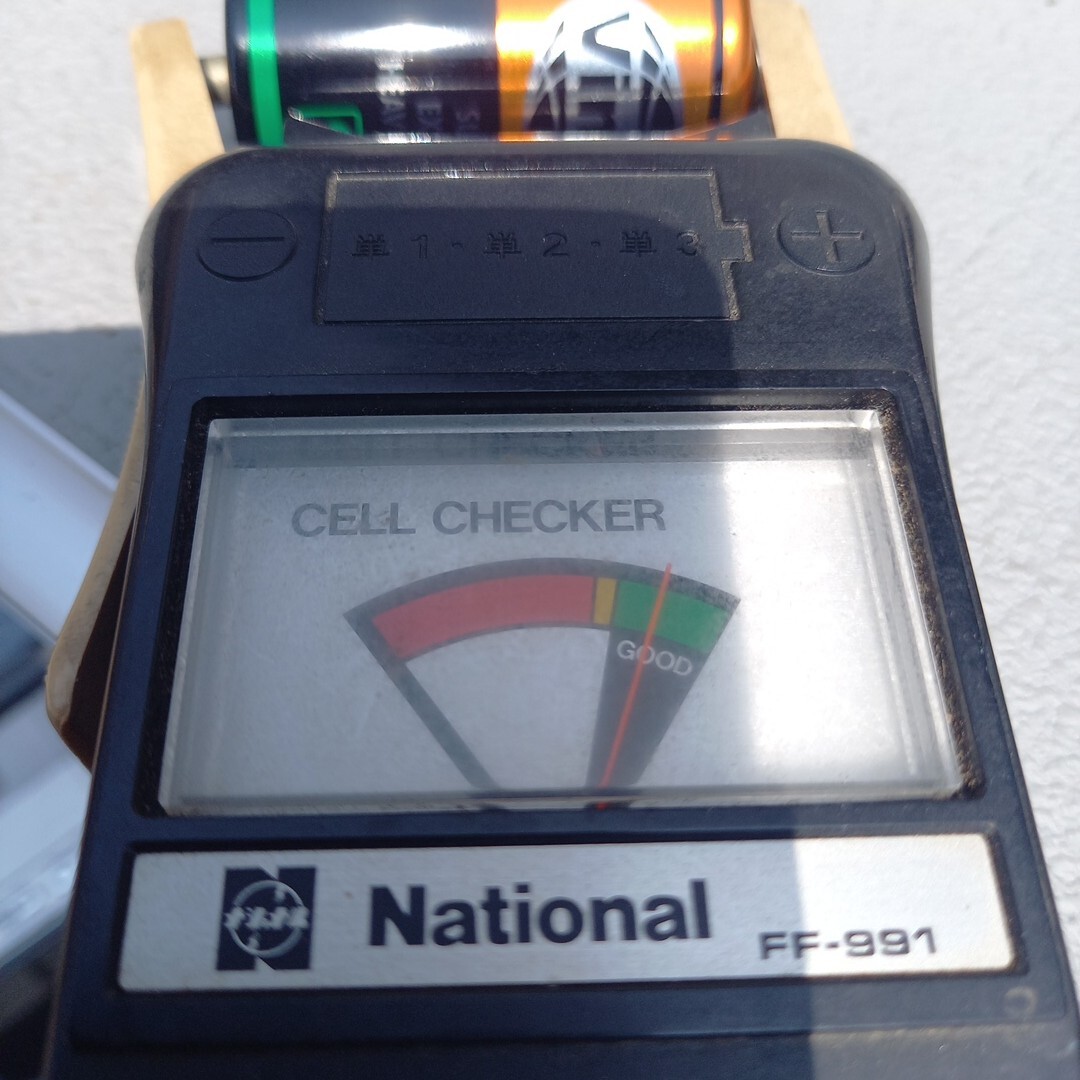 単1・単2・単3
CELL CHECKER
GOOD
National
FF-991